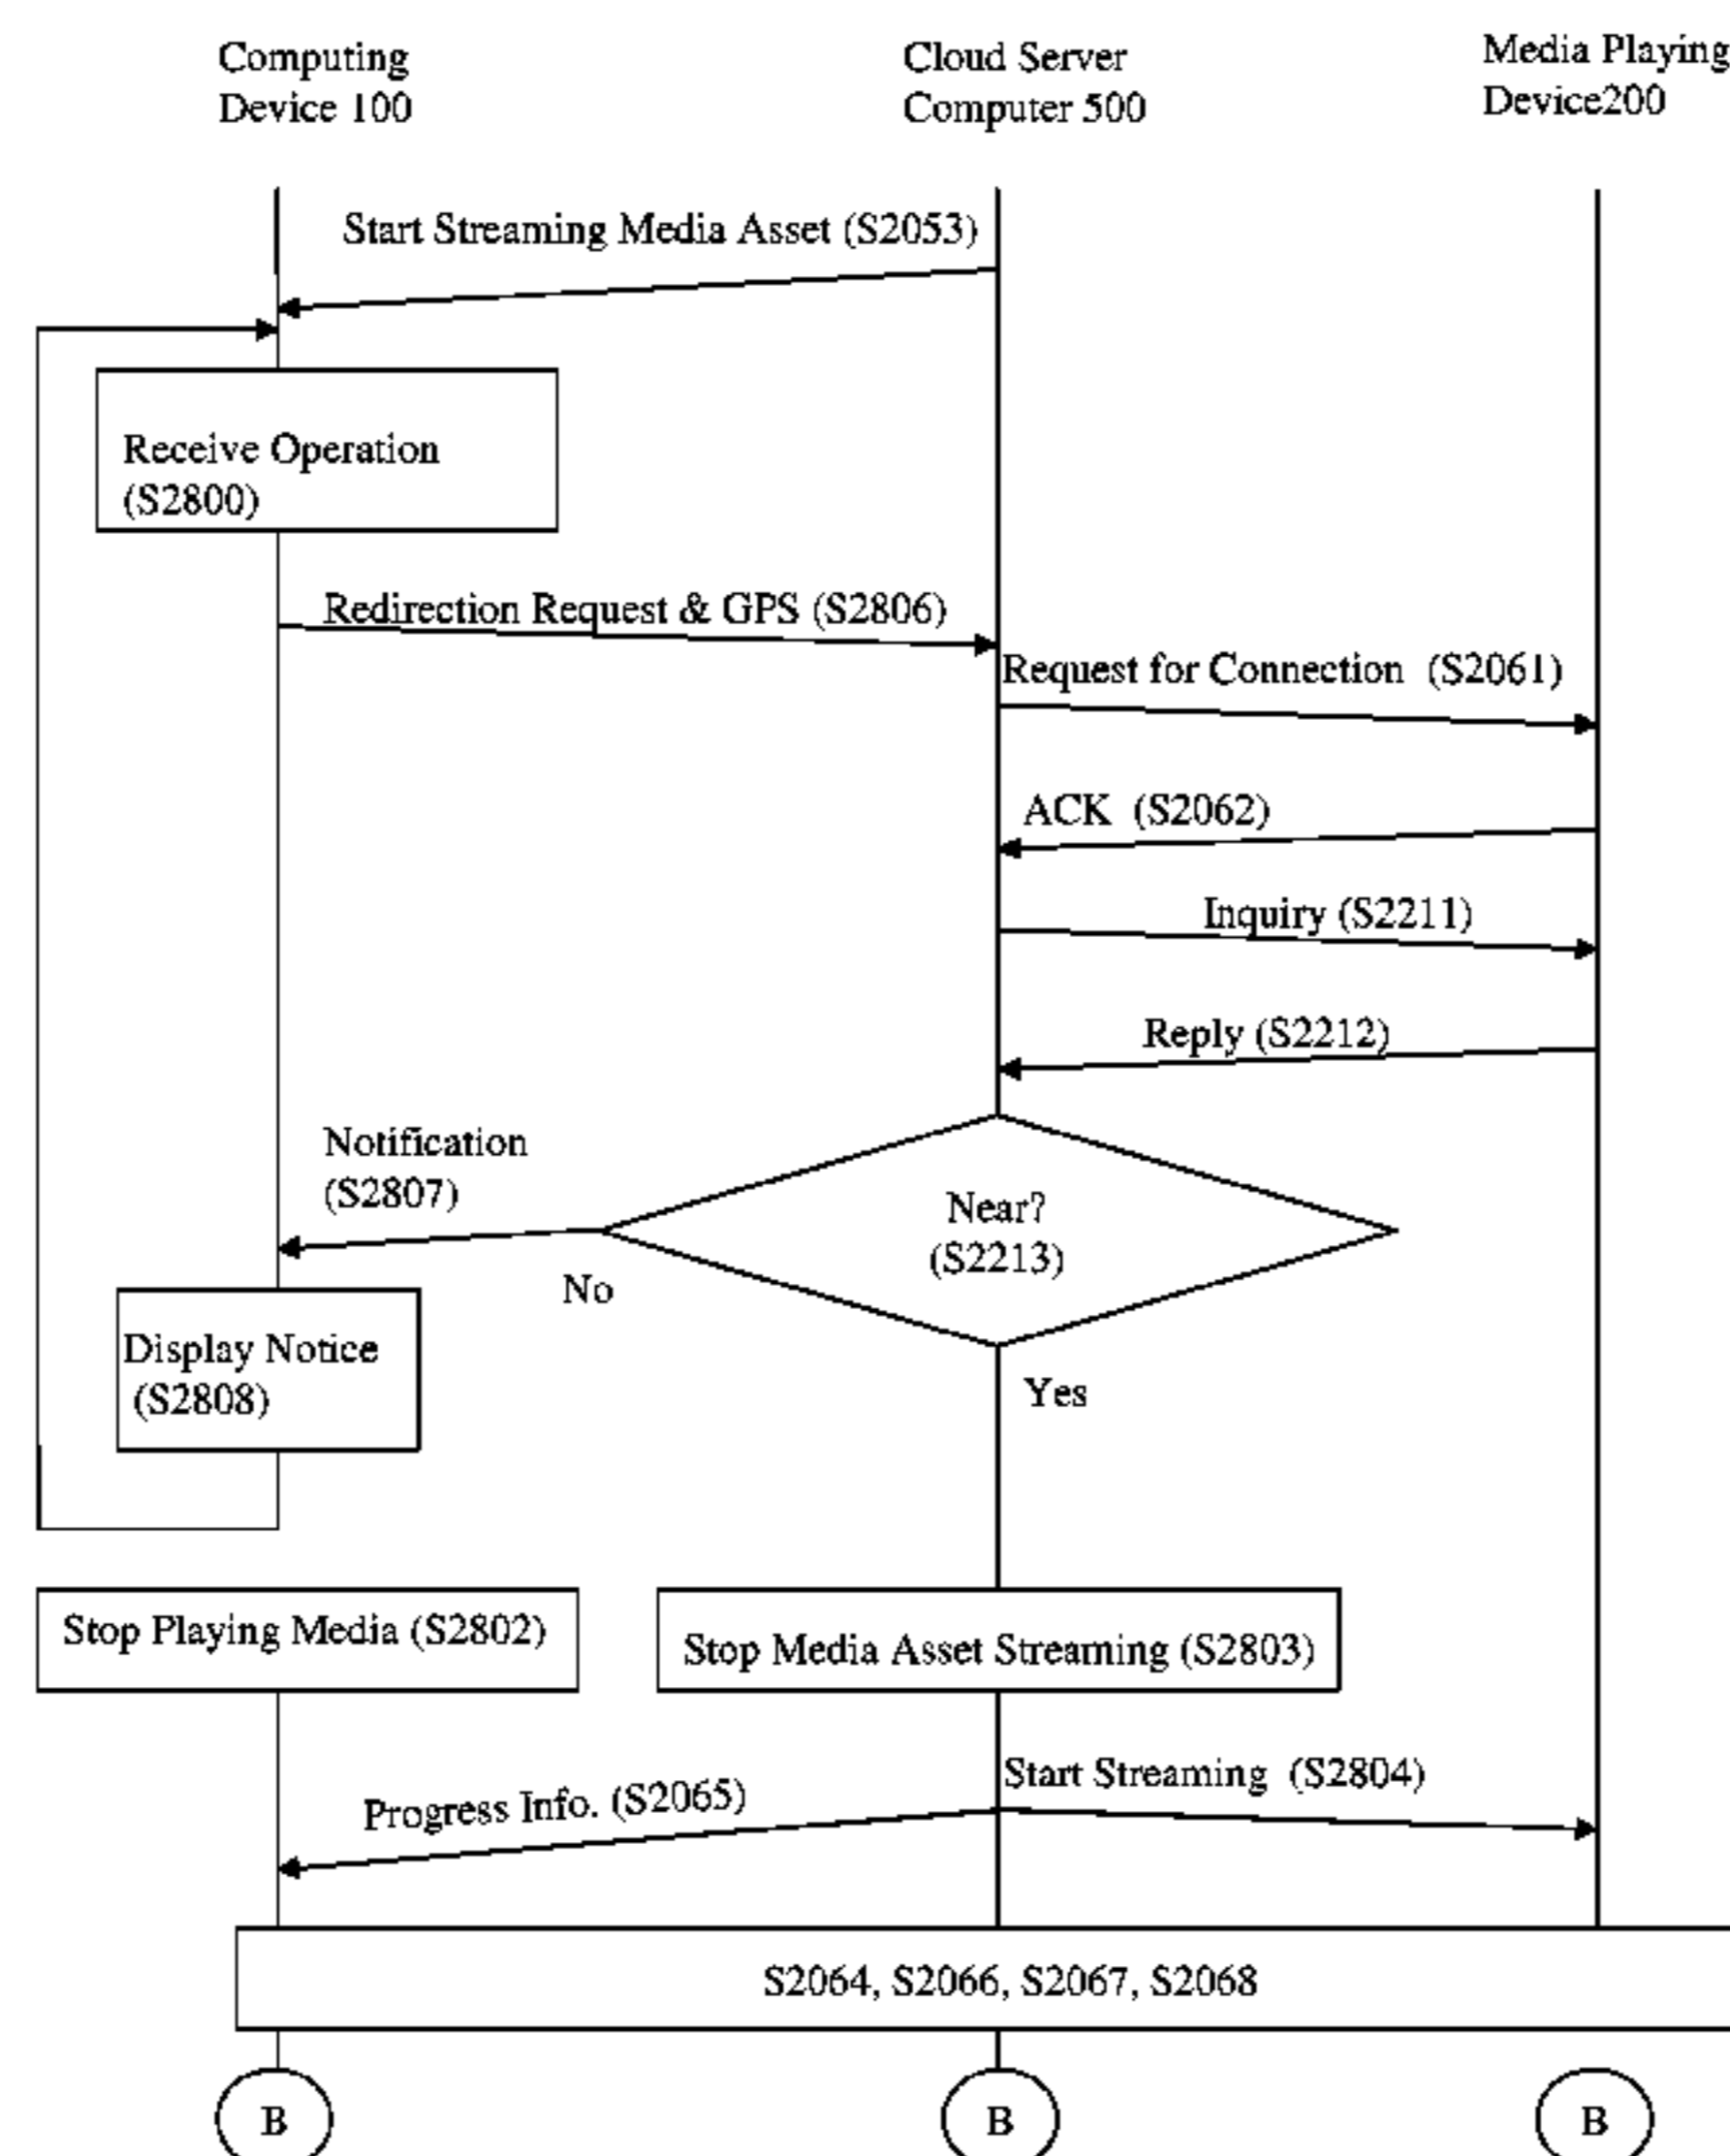 Computing
Device 100
Cloud Server
Computer 500
Media Playing
Device200
Start Streaming Media Asset (S2053)
Receive Operation
(S2800)
Redirection Request & GPS (S2806)
Request for Connection (S2061)
ACK (S2062)
Inquiry (S2211)
Reply (S2212)
Notification
(S2807)
Near?
(S2213)
No
Display Notice
(S2808)
Yes
Stop Playing Media (S2802)
Stop Media Asset Streaming (S2803)
Start Streaming (S2804)
Progress Info. (S2065)
S2064, S2066, S2067, S2068
B
B
B